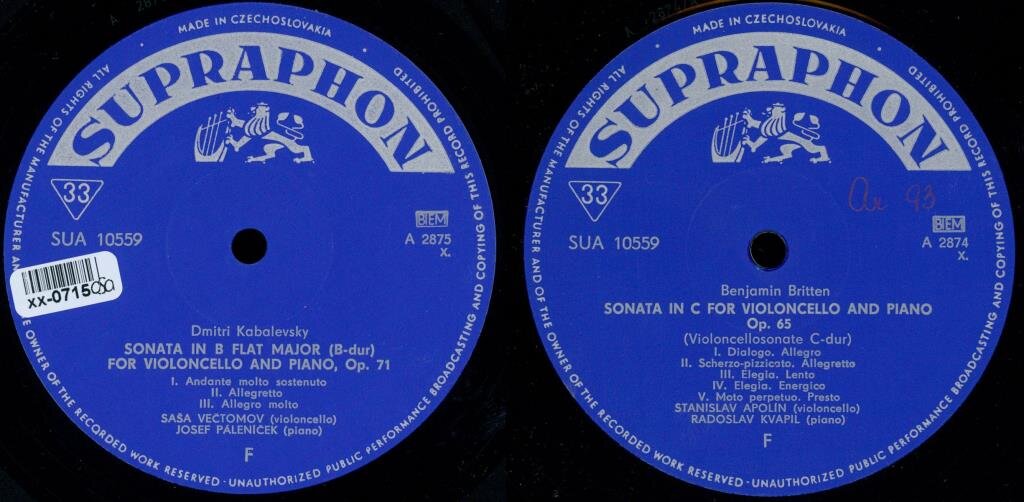 MADE IN CZECHOSLOVAKIA
ALL RIGHTS OF THE MANUFACTURER AND OF THE OWNER OF THE RECORDED WORK RESERVED - UNAUTHORIZED PUBLIC PERFORMANCE BROADCASTING AND COPYING OF THIS RECORD PROHIBITED
SUPRAPHON
33
BIEM
SUA 10559
A 2875
X.
xx-0715
Dmitri Kabalevsky
SONATA IN B FLAT MAJOR (B-dur)
FOR VIOLONCELLO AND PIANO, Op. 71
I. Andante molto sostenuto
II. Allegretto
III. Allegro molto
SAŠA VEČTOMOV (violoncello)
JOSEF PÁLENÍČEK (piano)
F
MADE IN CZECHOSLOVAKIA
ALL RIGHTS OF THE MANUFACTURER AND OF THE OWNER OF THE RECORDED WORK RESERVED - UNAUTHORIZED PUBLIC PERFORMANCE BROADCASTING AND COPYING OF THIS RECORD PROHIBITED
SUPRAPHON
33
93
BIEM
SUA 10559
A 2874
X.
Benjamin Britten
SONATA IN C FOR VIOLONCELLO AND PIANO
Op. 65
(Violoncellosonate C-dur)
I. Dialogo. Allegro
II. Scherzo-pizzicato. Allegretto
III. Elegia. Lento
IV. Elegia. Energico
V. Moto perpetuo. Presto
STANISLAV APOLÍN (violoncello)
RADOSLAV KVAPIL (piano)
F